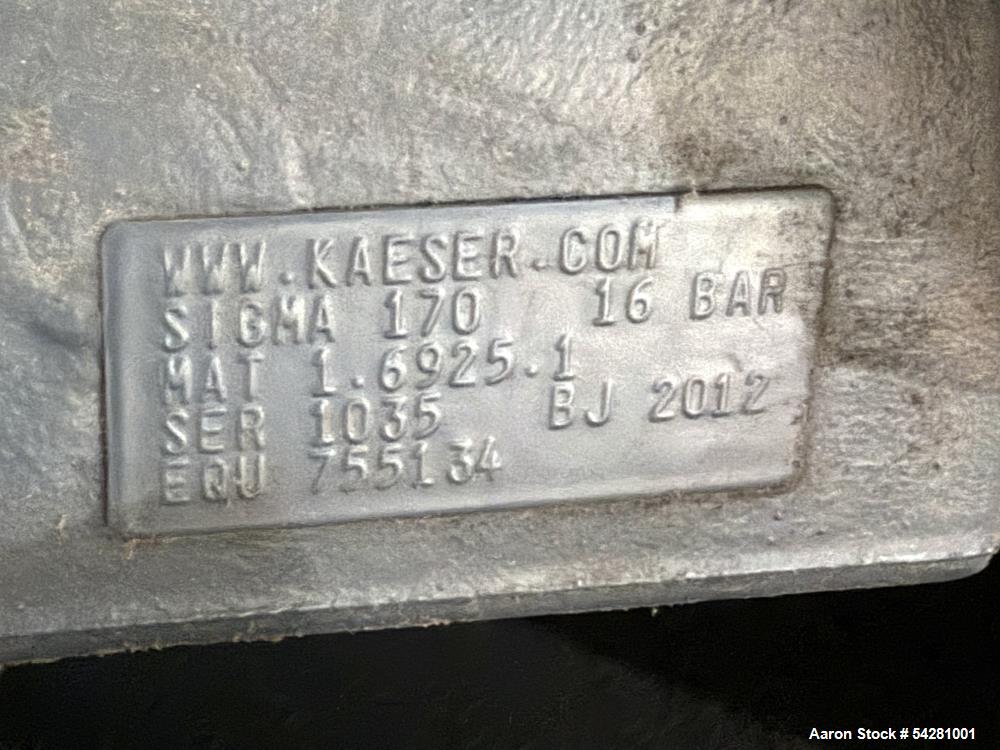 WWW.KAESER.COM
SIGMA 170 16 BAR
MAT 1.6925.1
SER 1035 BJ 2012
EQU 755134
Aaron Stock # 54281001